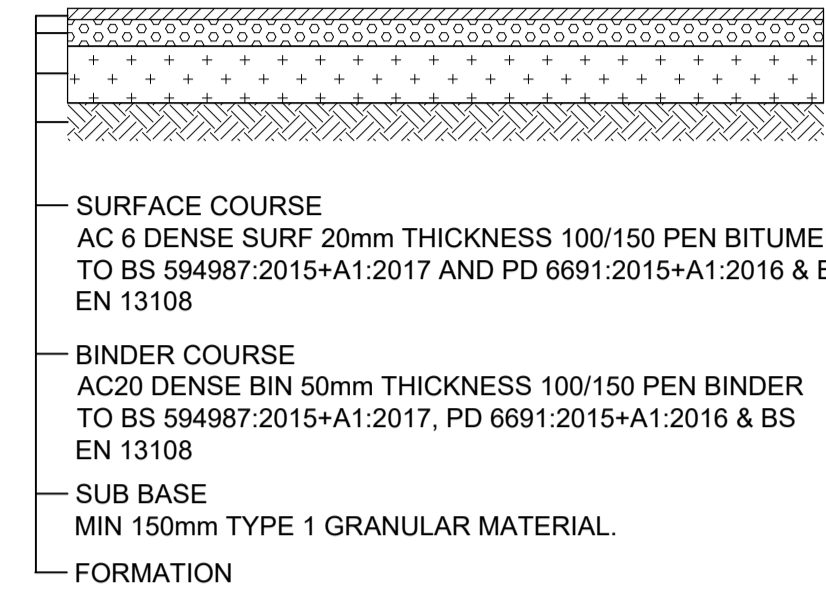 SURFACE COURSE
AC 6 DENSE SURF 20mm THICKNESS 100/150 PEN BITUME
TO BS 594987:2015+A1:2017 AND PD 6691:2015+A1:2016 &
EN 13108
BINDER COURSE
AC20 DENSE BIN 50mm THICKNESS 100/150 PEN BINDER
TO BS 594987:2015+A1:2017, PD 6691:2015+A1:2016 & BS
EN 13108
SUB BASE
MIN 150mm TYPE 1 GRANULAR MATERIAL.
FORMATION